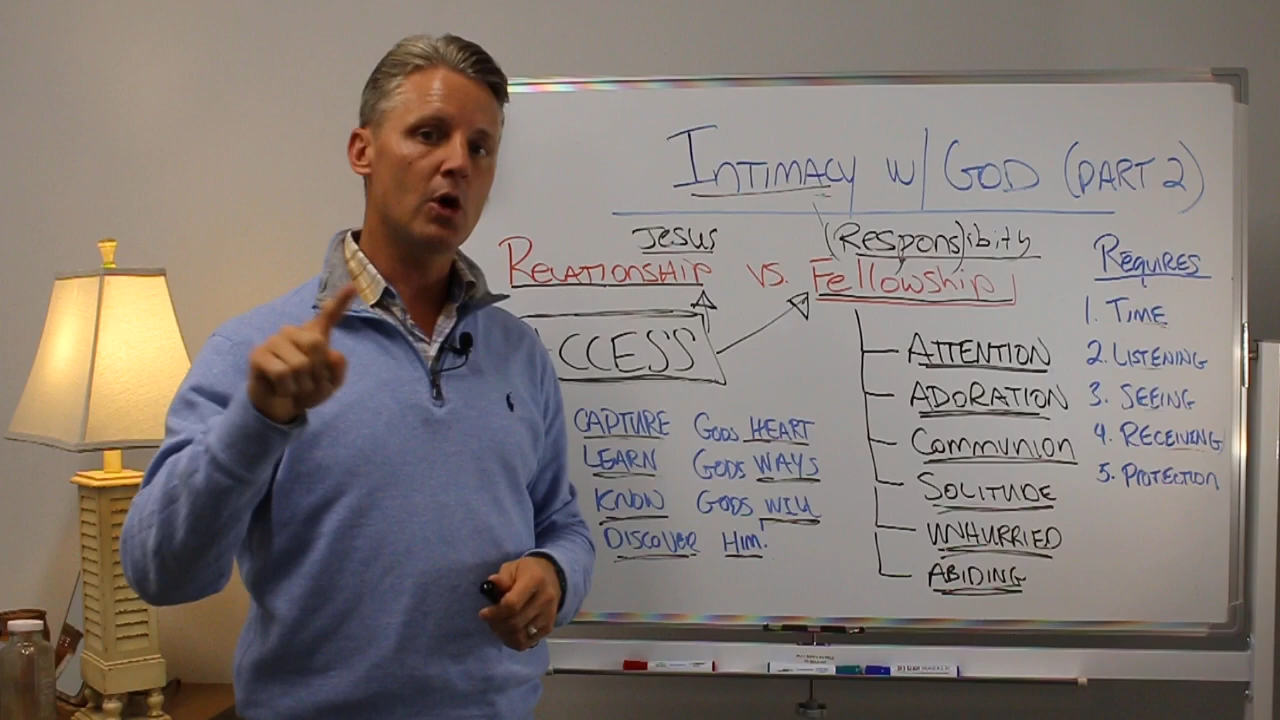 INTIMACY W/ GOD (PART 2)
JESUS
(RESPONS)ibity
RELATIONSHIP VS. Fellowship
CCESS
CAPTURE GODS HEART
LEARN GODS WAYS
KNOW GODS WILL
DISCOVER HIM.
ATTENTION
ADORATION
COMMUNION
SOLITUDE
UNHURRIED
ABIDING
REQUIRES
1. TIME
2. LISTENING
3. SEEING
4. RECEIVING
5. PROTECTION